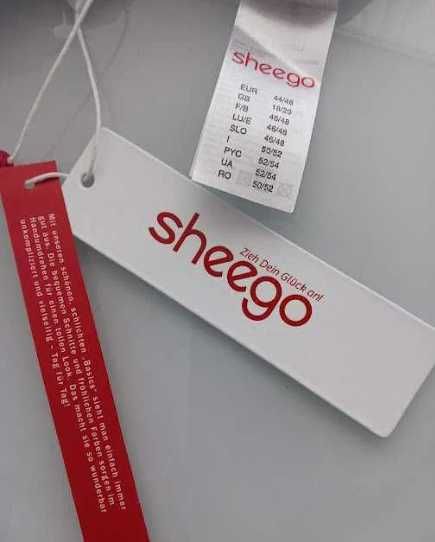 sheego
EUR 44/46
GB 18/20
F/B 46/48
LU/E 46/48
SLO 46/48
I 50/52
РУС 52/54
UA 52/54
RO 50/52
sheego
Zieh Dein Glück an!
Mit unseren schönen, schlichten „Basics“ sieht man einfach immer
gut aus. Die bequemen Schnitte und fröhlichen Farben sorgen im
Handumdrehen für einen tollen Look. Das macht sie so wunderbar
unkompliziert und vielseitig – Tag für Tag!